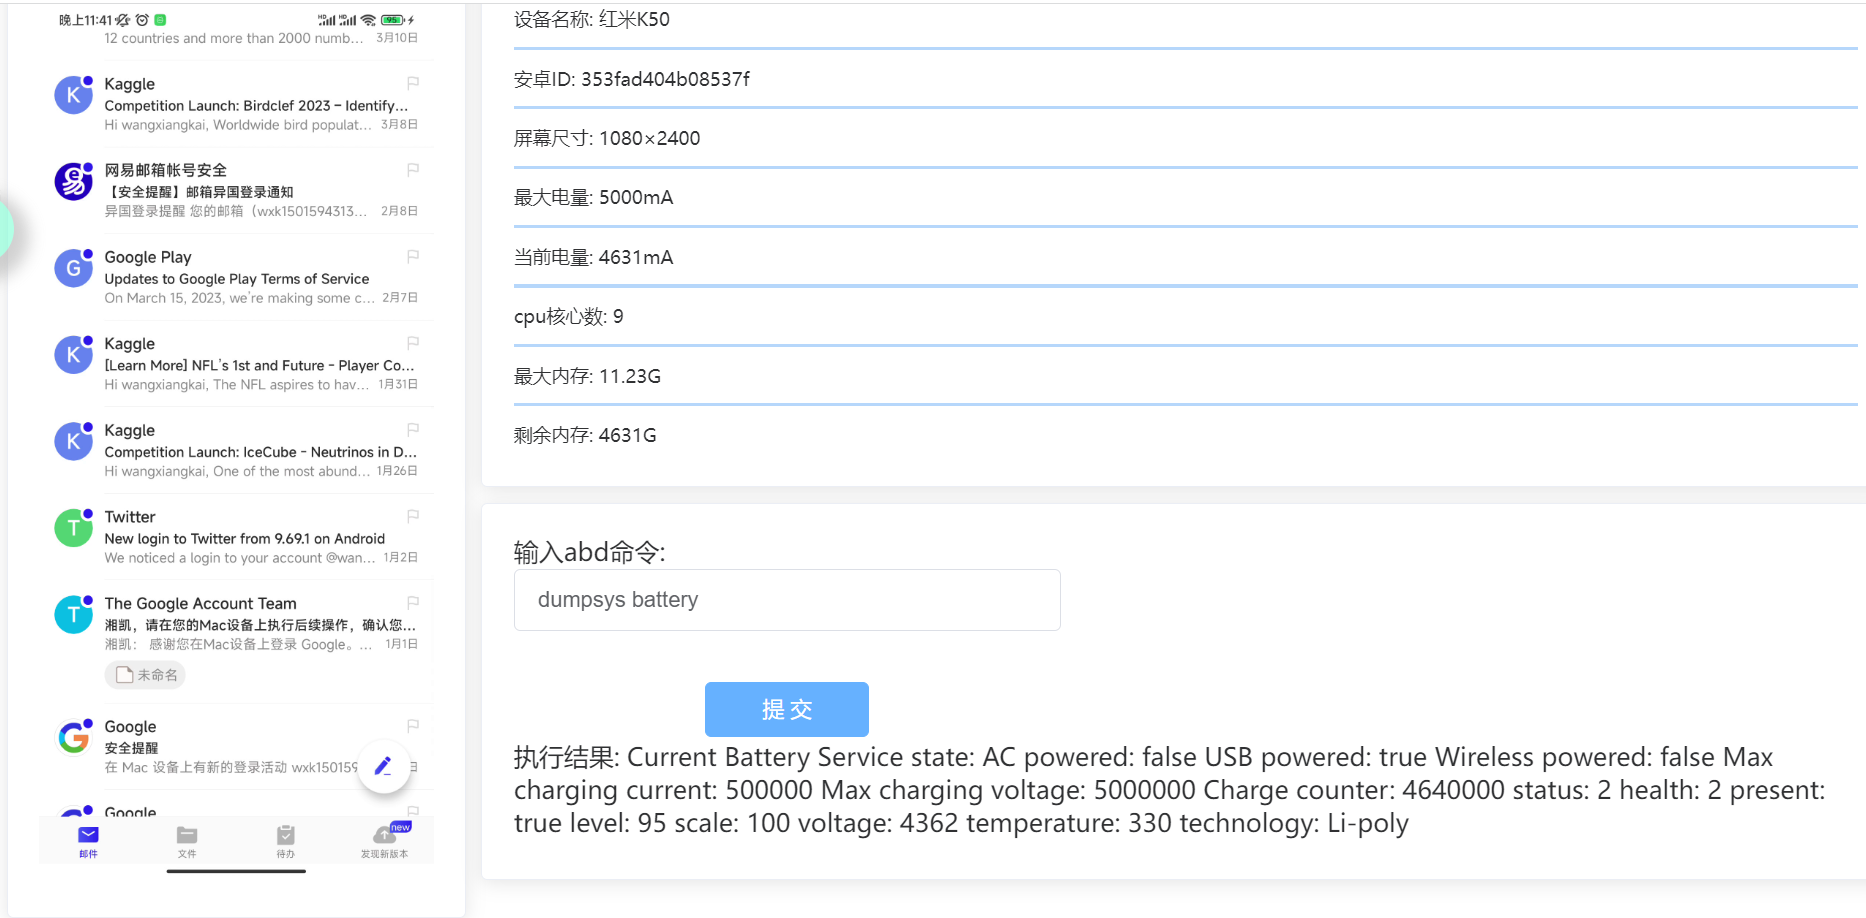 晚上11:41
95
12 countries and more than 2000 numb... 3月10日
Kaggle
Competition Launch: Birdclef 2023 – Identify...
Hi wangxiangkai, Worldwide bird populat... 3月8日
网易邮箱帐号安全
【安全提醒】邮箱异国登录通知
异国登录提醒 您的邮箱（wxk1501594313... 2月8日
Google Play
Updates to Google Play Terms of Service
On March 15, 2023, we're making some c... 2月7日
Kaggle
[Learn More] NFL's 1st and Future - Player Co...
Hi wangxiangkai, The NFL aspires to hav... 1月31日
Kaggle
Competition Launch: IceCube - Neutrinos in D...
Hi wangxiangkai, One of the most abund... 1月26日
Twitter
New login to Twitter from 9.69.1 on Android
We noticed a login to your account @wan... 1月2日
The Google Account Team
湘凯，请在您的Mac设备上执行后续操作，确认您...
湘凯： 感谢您在Mac设备上登录 Google。... 1月1日
未命名
Google
安全提醒
在 Mac 设备上有新的登录活动 wxk150159
Google
邮件
文件
待办
new
发现新版本
设备名称: 红米K50
安卓ID: 353fad404b08537f
屏幕尺寸: 1080×2400
最大电量: 5000mA
当前电量: 4631mA
cpu核心数: 9
最大内存: 11.23G
剩余内存: 4631G
输入abd命令:
dumpsys battery
提 交
执行结果: Current Battery Service state: AC powered: false USB powered: true Wireless powered: false Max
charging current: 500000 Max charging voltage: 5000000 Charge counter: 4640000 status: 2 health: 2 present:
true level: 95 scale: 100 voltage: 4362 temperature: 330 technology: Li-poly